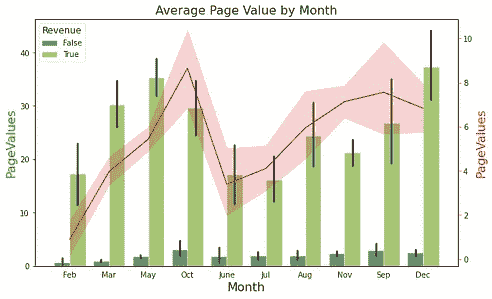 Average Page Value by Month
Revenue
False
True
PageValues
40
30
20
10
0
10
8
6
4
2
0
PageValues
Feb Mar May Oct June Jul Aug Nov Sep Dec
Month